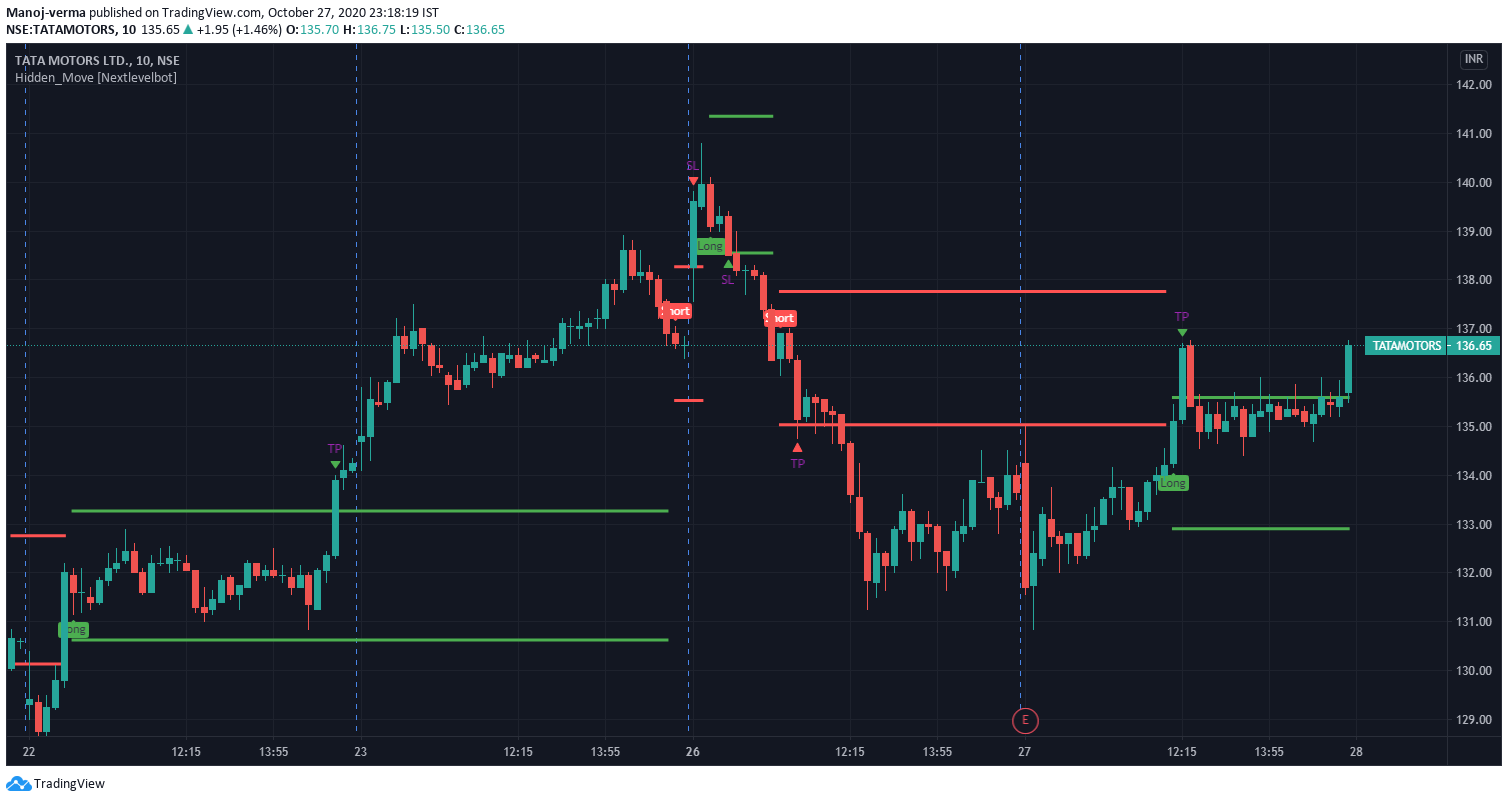 Manoj-verma published on TradingView.com, October 27, 2020 23:18:19 IST
NSE:TATAMOTORS, 10 135.65 ▲ +1.95 (+1.46%) O:135.70 H:136.75 L:135.50 C:136.65
TATA MOTORS LTD., 10, NSE
INR
Hidden_Move [Nextlevelbot]
142.00
141.00
SL
140.00
139.00
Long
SL
138.00
Short
Short
TP
137.00
TATAMOTORS 136.65
136.00
135.00
TP
TP
134.00
Long
133.00
132.00
131.00
Long
130.00
129.00
E
22 12:15 13:55 23 12:15 13:55 26 12:15 13:55 27 12:15 13:55 28
TradingView